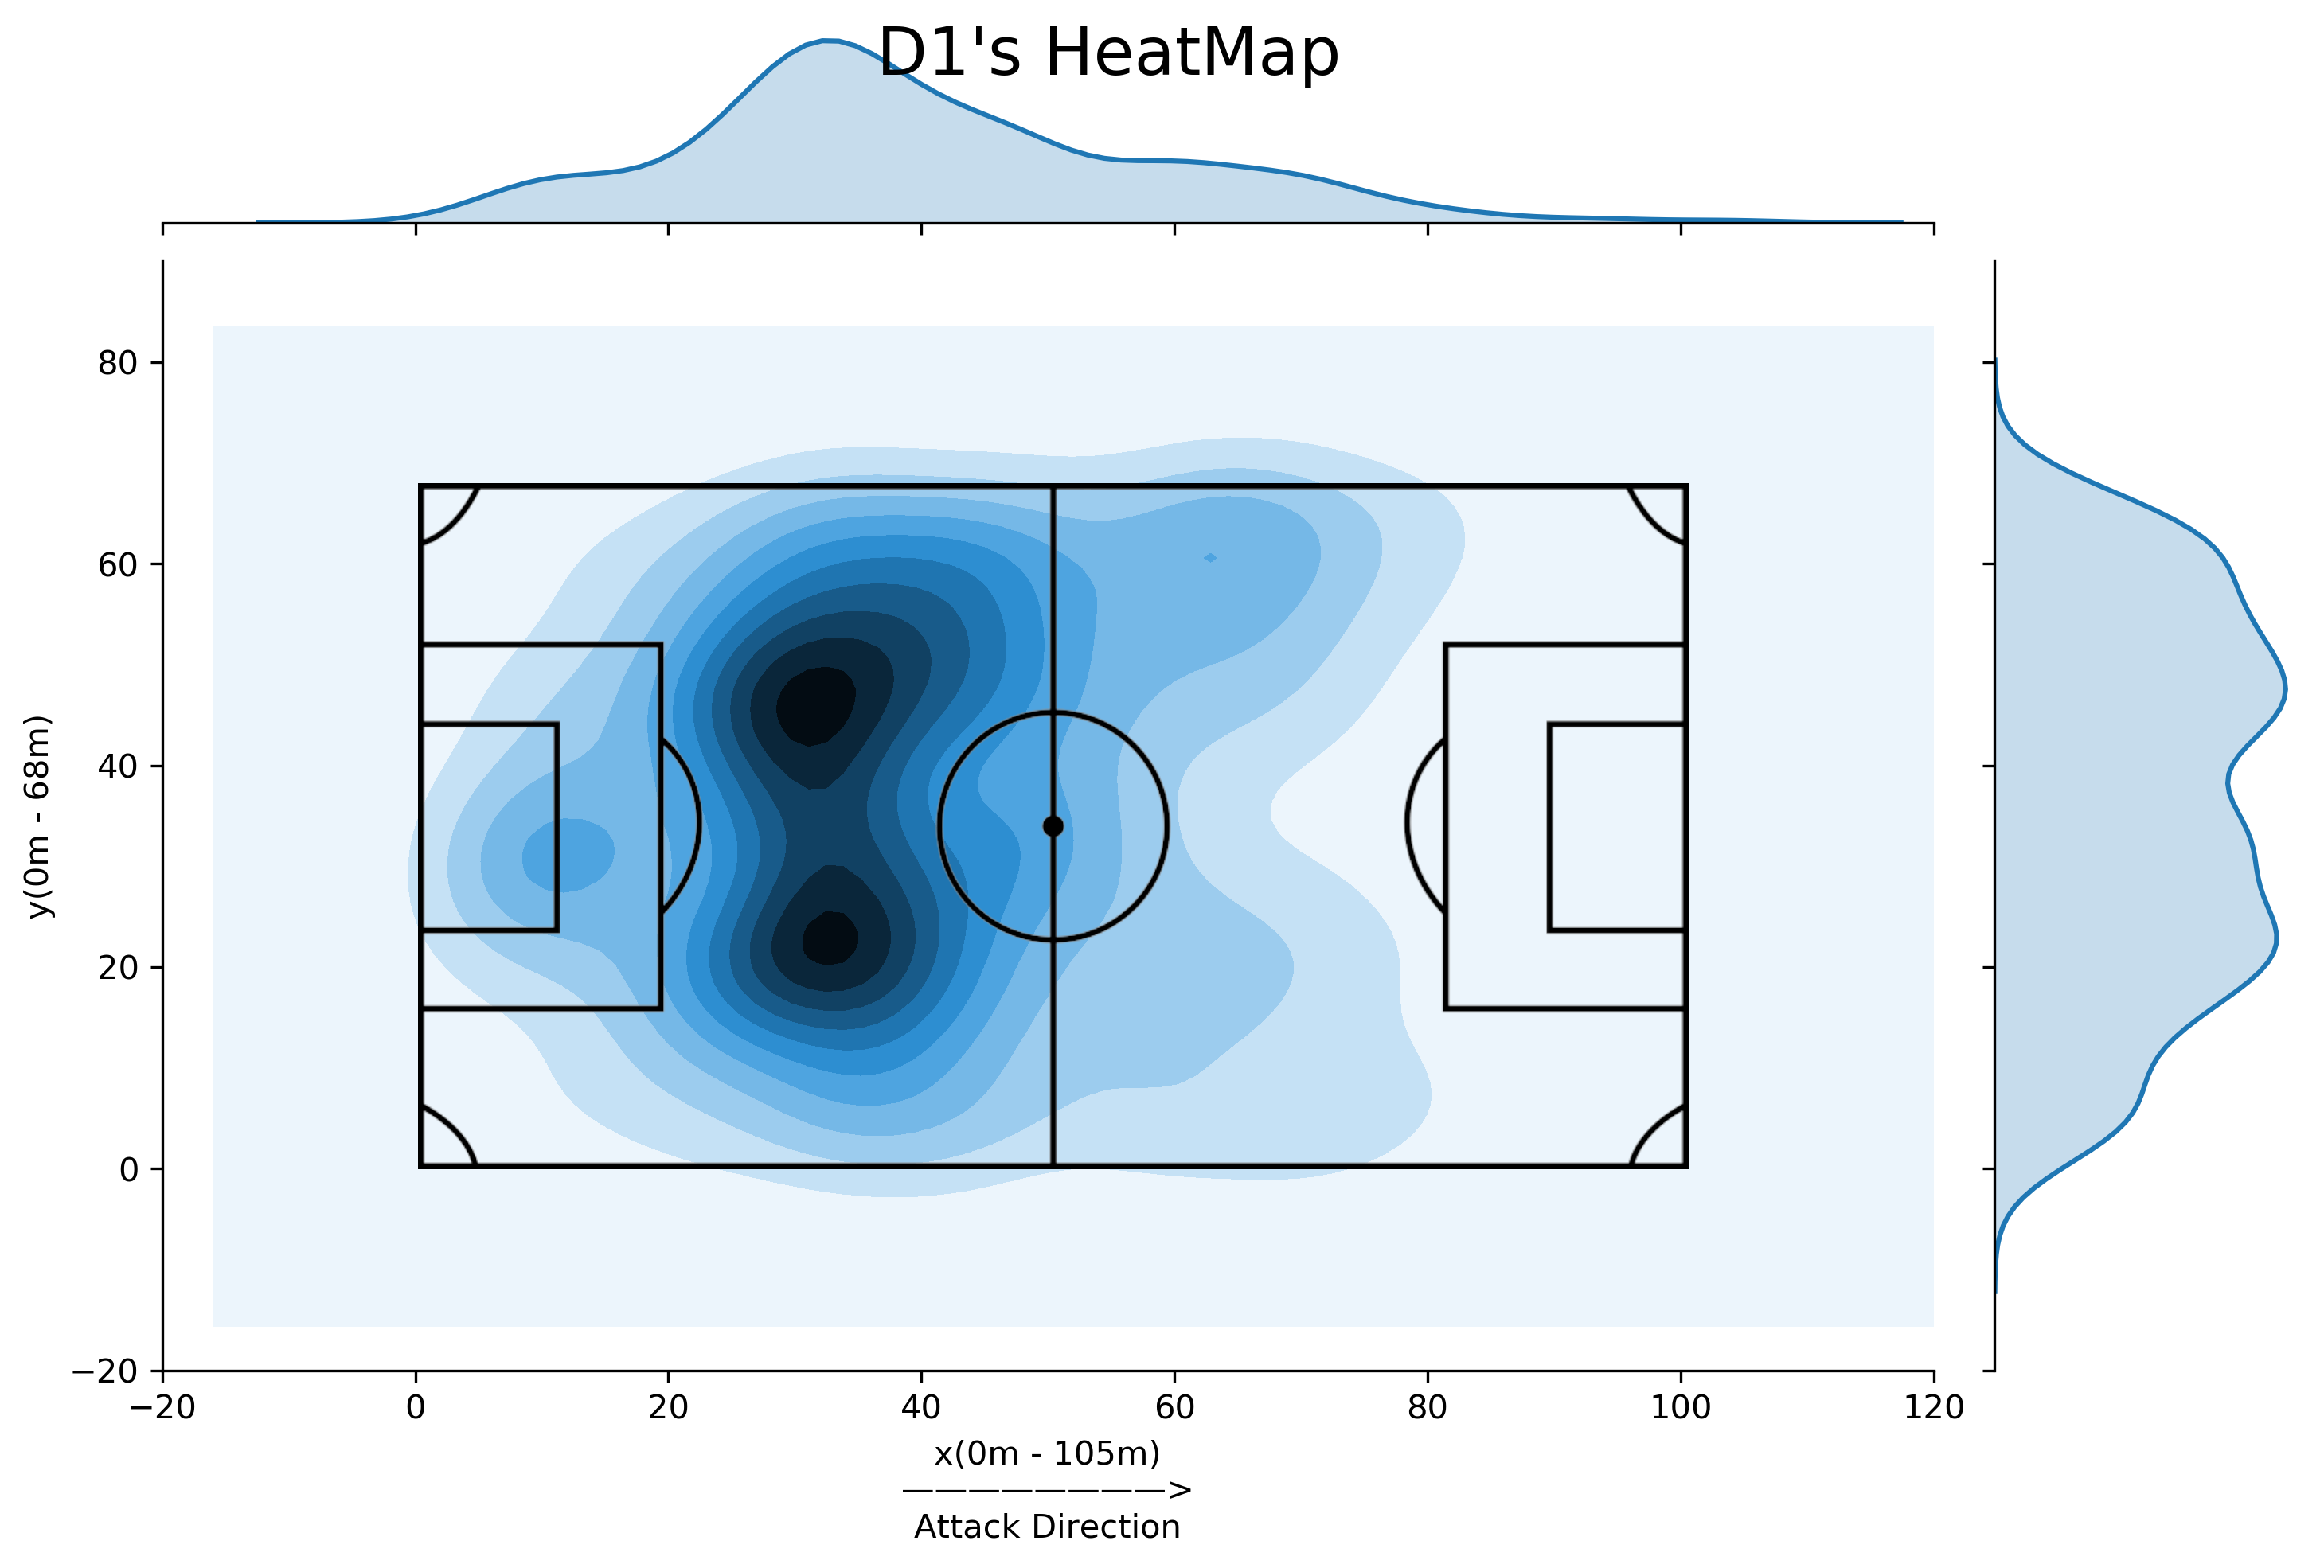 D1's HeatMap
80
60
40
20
0
−20
y(0m - 68m)
−20 0 20 40 60 80 100 120
x(0m - 105m)
————————>
Attack Direction